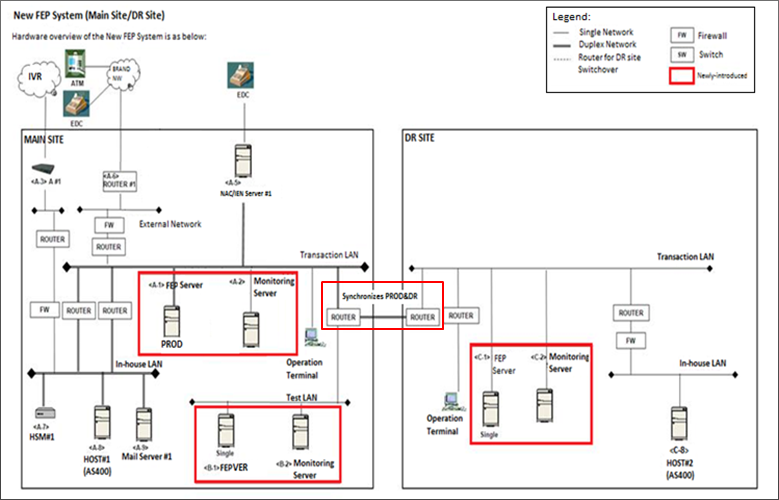 New FEP System (Main Site/DR Site)
Hardware overview of the New FEP System is as below:
Legend:
Single Network
Duplex Network
Router for DR site
Switchover
FW
Firewall
SW
Switch
Newly-introduced
IVR
ATM
BRAND
NW
EDC
EDC
MAIN SITE
<A-3> A #1
<A-6>
ROUTER #1
<A-5>
NAC/IEN Server #1
External Network
ROUTER
FW
ROUTER
Transaction LAN
<A-1> FEP Server
<A-2> Monitoring
Server
PROD
FW
ROUTER
ROUTER
Synchronizes PROD&DR
ROUTER
ROUTER
Operation
Terminal
In-house LAN
<A-7>
HSM#1
<A-8>
HOST#1
(AS400)
<A-9>
Mail Server #1
Test LAN
Single
<B-1> FEPVER
<B-2> Monitoring
Server
DR SITE
Transaction LAN
ROUTER
ROUTER
FW
<C-1> FEP
Server
<C-2> Monitoring
Server
Single
Operation
Terminal
In-house LAN
<C-8>
HOST#2
(AS400)